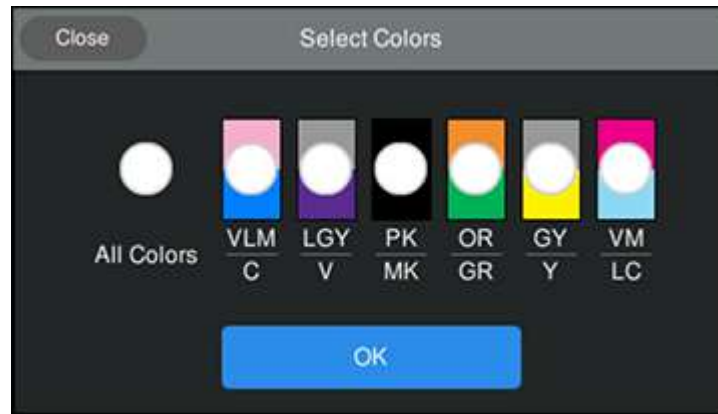 Close
Select Colors
All Colors
VLM LGY PK OR GY VM
C V MK GR Y LC
OK